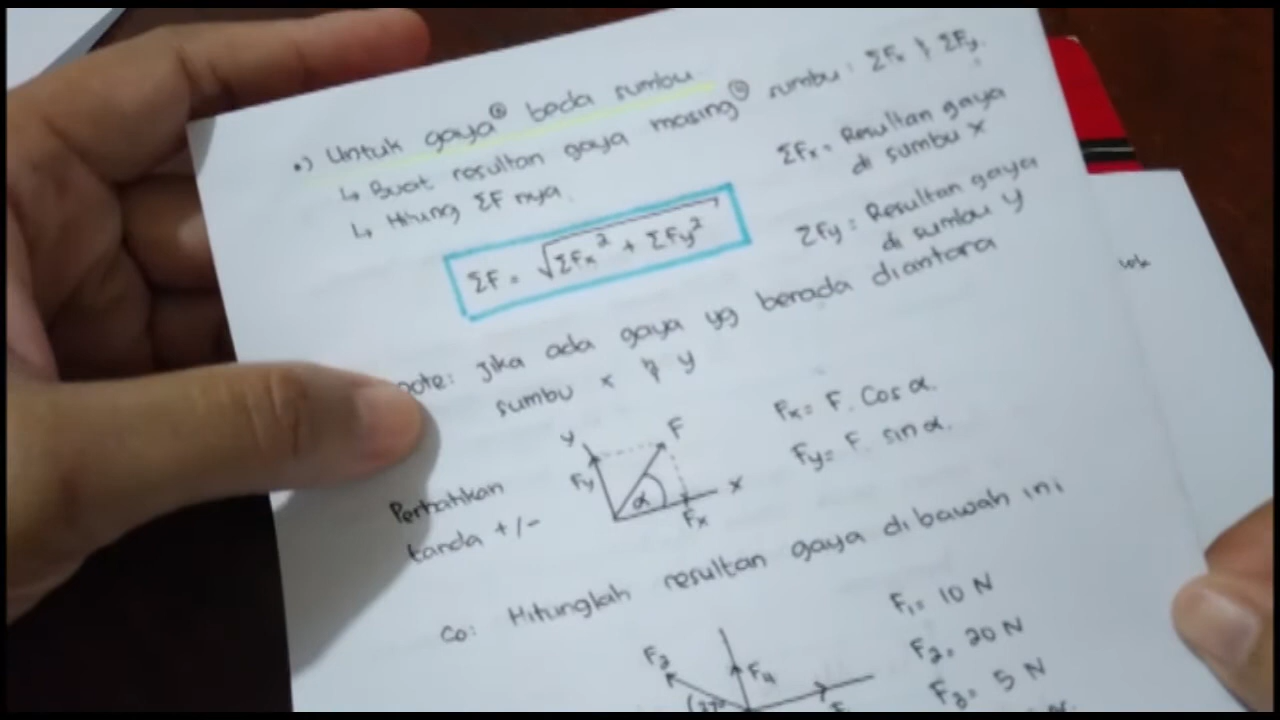 •) Untuk gaya² beda sumbu
↳ Buat resultan gaya masing² sumbu : ΣFx & ΣFy.
↳ Hitung ΣF nya.
ΣF = √ΣFx² + ΣFy²
ΣFx = Resultan gaya
di sumbu x
ΣFy : Resultan gaya
di sumbu y
note: Jika ada gaya yg berada diantara
sumbu x & y
Perhatikan
tanda +/-
y
F
Fy
α
x
Fx
Fx = F. Cos α.
Fy = F. sin α.
Co: Hitunglah resultan gaya dibawah ini
F₁ = 10 N
F₂ = 20 N
F₃ = 5 N
F₂
F₄
37°